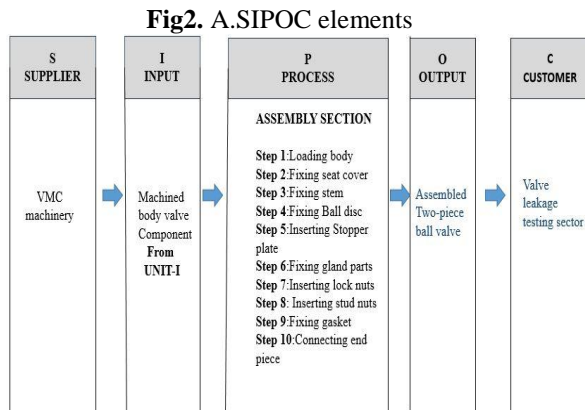 Fig2. A.SIPOC elements
S
SUPPLIER
I
INPUT
P
PROCESS
O
OUTPUT
C
CUSTOMER
VMC
machinery
Machined
body valve
Component
From
UNIT-I
ASSEMBLY SECTION
Step 1:Loading body
Step 2:Fixing seat cover
Step 3:Fixing stem
Step 4:Fixing Ball disc
Step 5:Inserting Stopper
plate
Step 6:Fixing gland parts
Step 7:Inserting lock nuts
Step 8: Inserting stud nuts
Step 9:Fixing gasket
Step 10:Connecting end
piece
Assembled
Two-piece
ball valve
Valve
leakage
testing sector